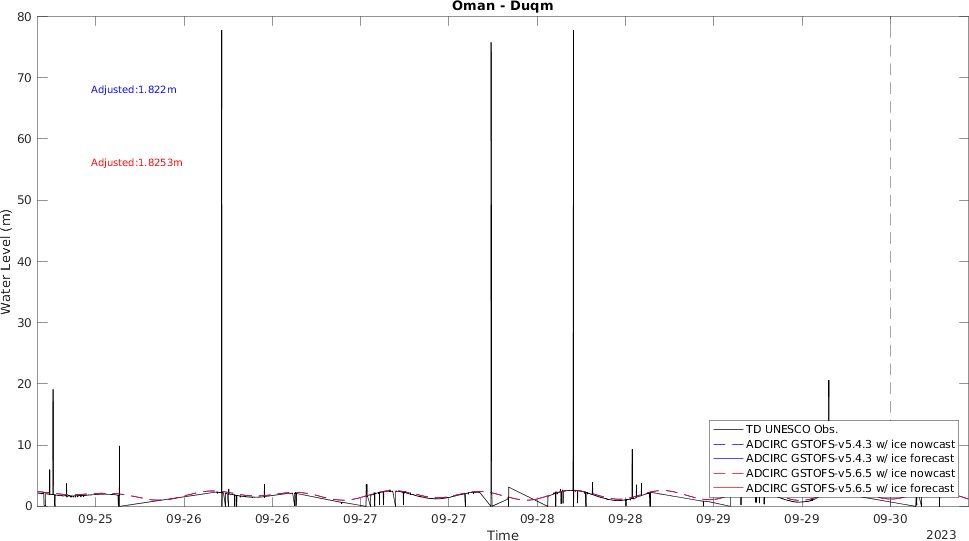 Oman - Duqm
80
70
60
50
40
30
20
10
0
Water Level (m)
Adjusted:1.822m
Adjusted:1.8253m
TD UNESCO Obs.
ADCIRC GSTOFS-v5.4.3 w/ ice nowcast
ADCIRC GSTOFS-v5.4.3 w/ ice forecast
ADCIRC GSTOFS-v5.6.5 w/ ice nowcast
ADCIRC GSTOFS-v5.6.5 w/ ice forecast
09-25 09-26 09-26 09-27 09-27 09-28 09-28 09-29 09-29 09-30
Time
2023